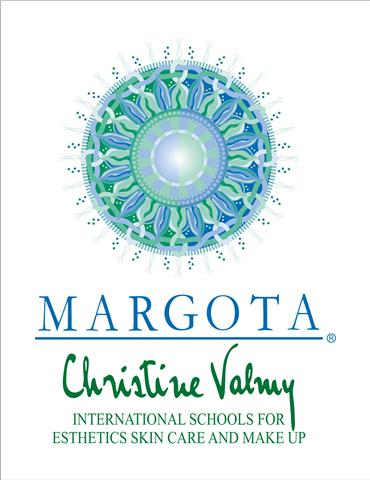 MARGOTA
®
Christine Valmy
INTERNATIONAL SCHOOLS FOR
ESTHETICS SKIN CARE AND MAKE UP